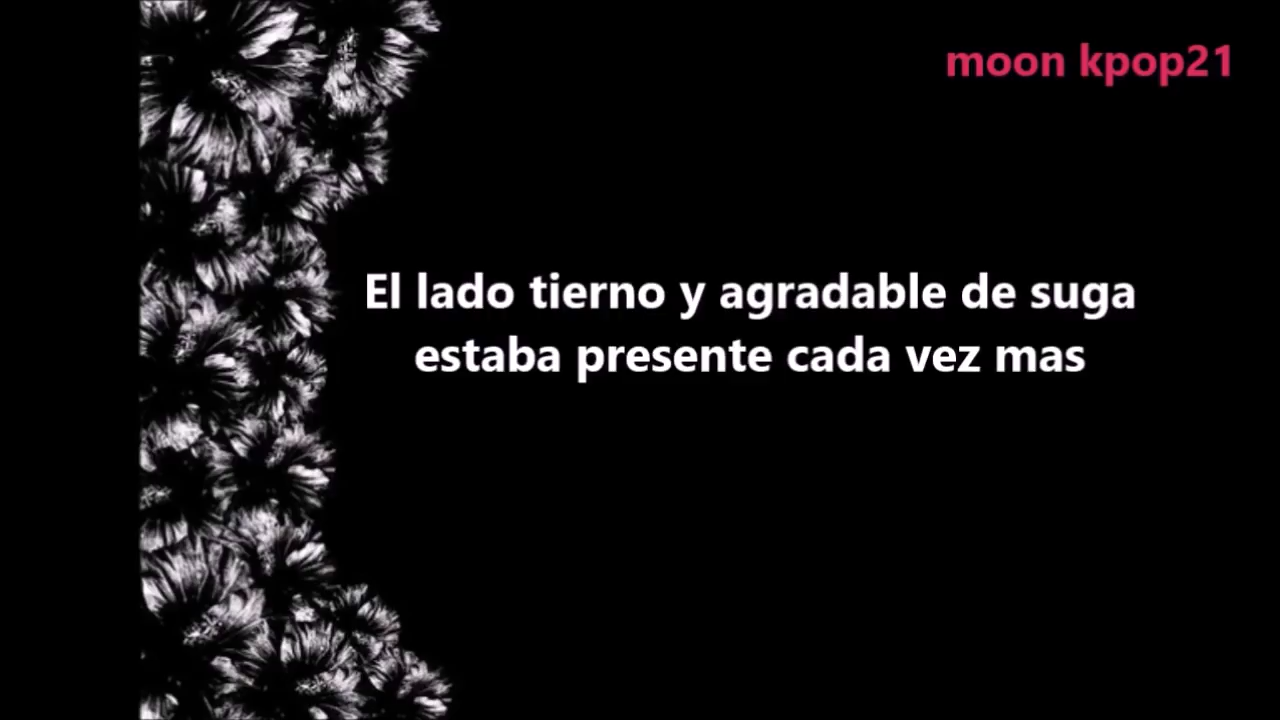 moon kpop21
El lado tierno y agradable de suga
estaba presente cada vez mas